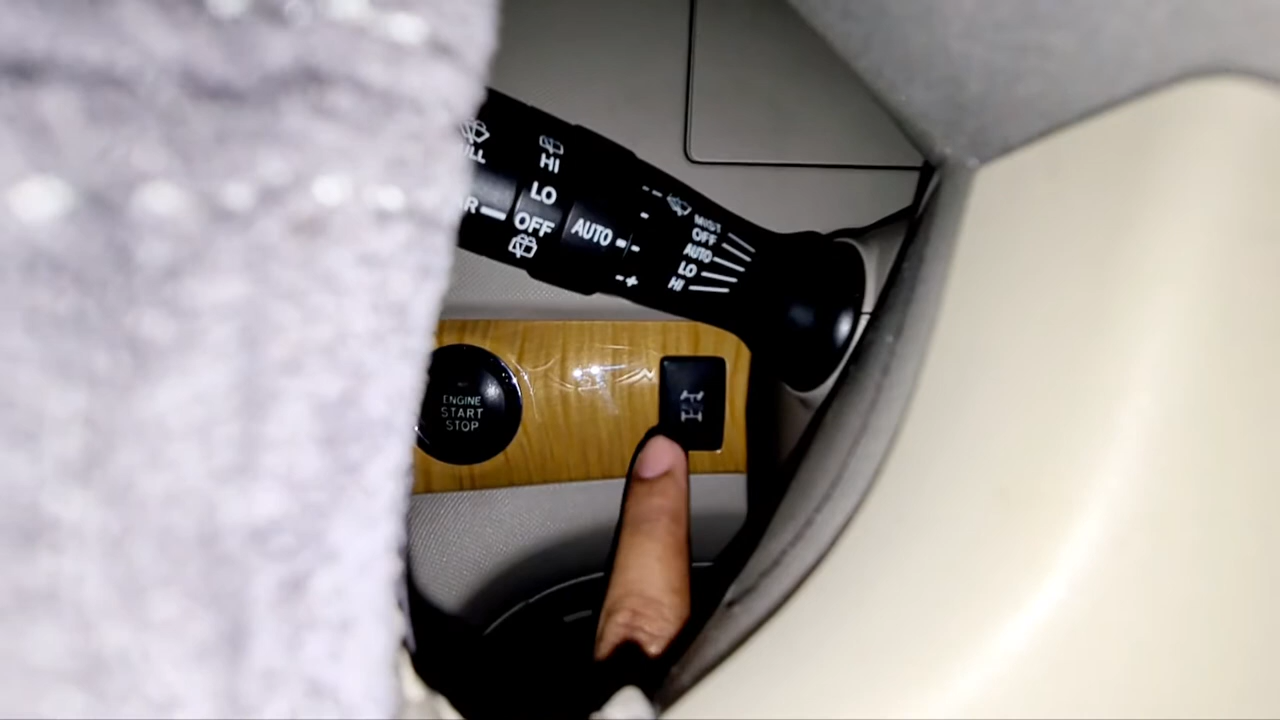 HI
LO
OFF
AUTO
- +
MIST
OFF
AUTO
LO
HI
ENGINE
START
STOP